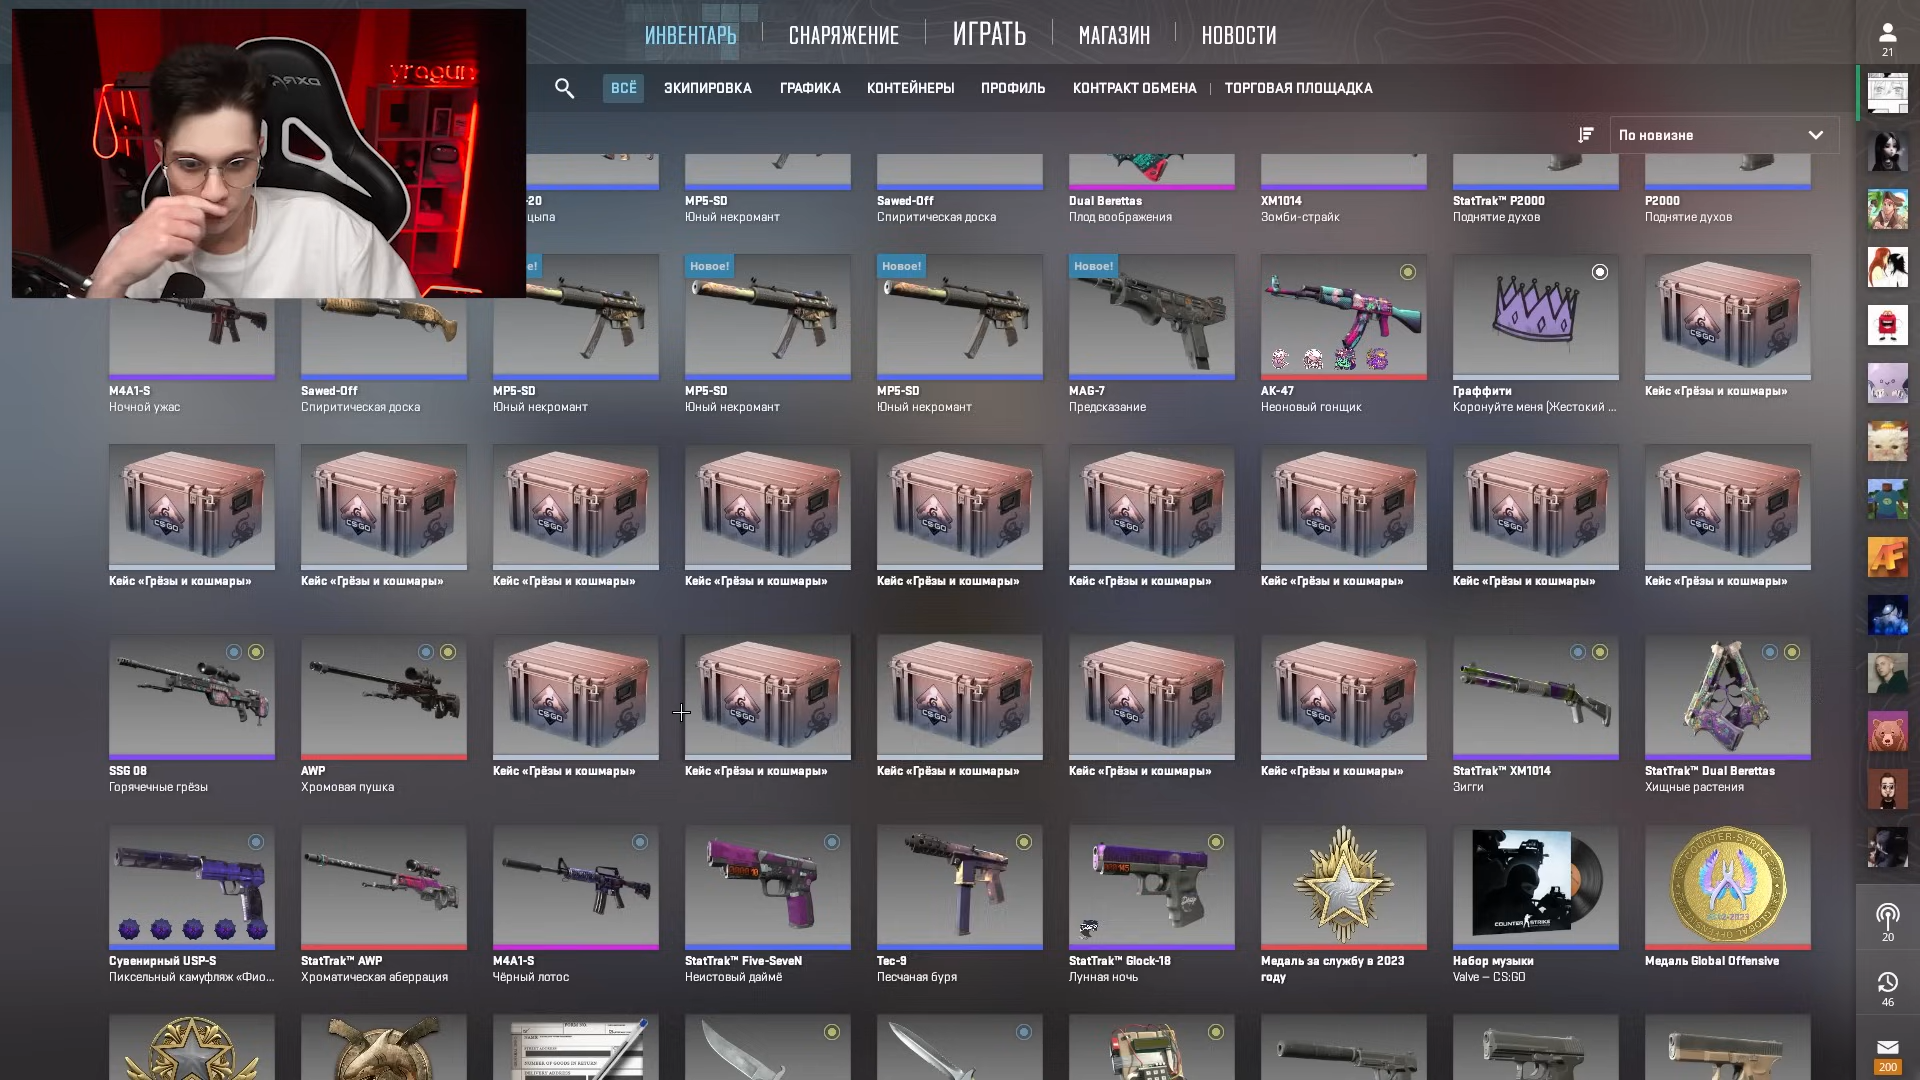 ИНВЕНТАРЬ
СНАРЯЖЕНИЕ
ИГРАТЬ
МАГАЗИН
НОВОСТИ
21
ВСЁ
ЭКИПИРОВКА
ГРАФИКА
КОНТЕЙНЕРЫ
ПРОФИЛЬ
КОНТРАКТ ОБМЕНА
ТОРГОВАЯ ПЛОЩАДКА
По новизне
yragun
-20
цыпа
MP5-SD
Юный некромант
Sawed-Off
Спиритическая доска
Dual Berettas
Плод воображения
XM1014
Зомби-страйк
StatTrak™ P2000
Поднятие духов
P2000
Поднятие духов
Новое!
Новое!
Новое!
M4A1-S
Ночной ужас
Sawed-Off
Спиритическая доска
MP5-SD
Юный некромант
MP5-SD
Юный некромант
MP5-SD
Юный некромант
MAG-7
Предсказание
AK-47
Неоновый гонщик
Граффити
Коронуйте меня (Жестокий ...
Кейс «Грёзы и кошмары»
Кейс «Грёзы и кошмары»
Кейс «Грёзы и кошмары»
Кейс «Грёзы и кошмары»
Кейс «Грёзы и кошмары»
Кейс «Грёзы и кошмары»
Кейс «Грёзы и кошмары»
Кейс «Грёзы и кошмары»
Кейс «Грёзы и кошмары»
Кейс «Грёзы и кошмары»
SSG 08
Горячечные грёзы
AWP
Хромовая пушка
Кейс «Грёзы и кошмары»
Кейс «Грёзы и кошмары»
Кейс «Грёзы и кошмары»
Кейс «Грёзы и кошмары»
Кейс «Грёзы и кошмары»
StatTrak™ XM1014
Зигги
StatTrak™ Dual Berettas
Хищные растения
Сувенирный USP-S
Пиксельный камуфляж «Фио...
StatTrak™ AWP
Хроматическая аберрация
M4A1-S
Чёрный лотос
StatTrak™ Five-SeveN
Неистовый даймё
Tec-9
Песчаная буря
StatTrak™ Glock-18
Лунная ночь
Медаль за службу в 2023
году
COUNTER STRIKE
Набор музыки
Valve – CS:GO
Медаль Global Offensive
20
46
200